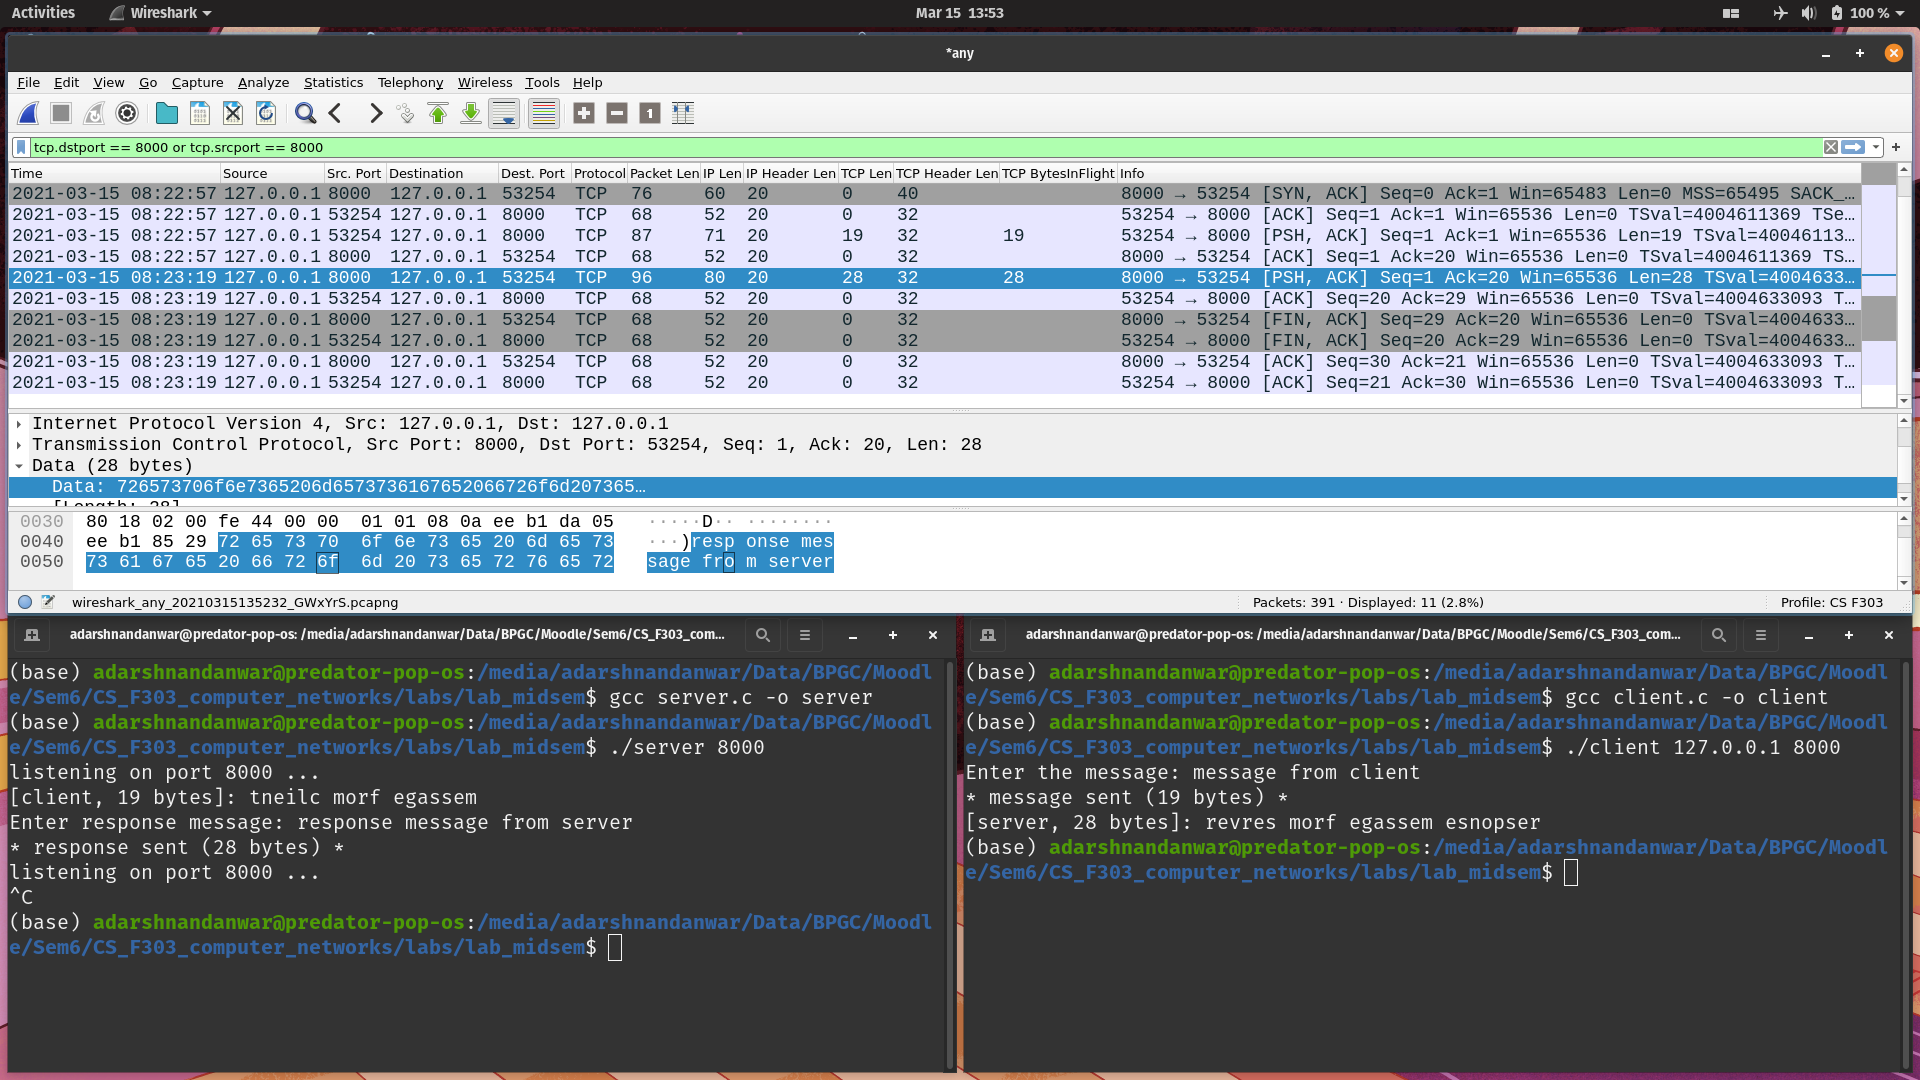 Activities Wireshark Mar 15 13:53 100 %
*any
File Edit View Go Capture Analyze Statistics Telephony Wireless Tools Help
tcp.dstport == 8000 or tcp.srcport == 8000
Time Source Src. Port Destination Dest. Port Protocol Packet Len IP Len IP Header Len TCP Len TCP Header Len TCP BytesInFlight Info
2021-03-15 08:22:57 127.0.0.1 8000 127.0.0.1 53254 TCP 76 60 20 0 40 8000 → 53254 [SYN, ACK] Seq=0 Ack=1 Win=65483 Len=0 MSS=65495 SACK_…
2021-03-15 08:22:57 127.0.0.1 53254 127.0.0.1 8000 TCP 68 52 20 0 32 53254 → 8000 [ACK] Seq=1 Ack=1 Win=65536 Len=0 TSval=4004611369 TSe…
2021-03-15 08:22:57 127.0.0.1 53254 127.0.0.1 8000 TCP 87 71 20 19 32 19 53254 → 8000 [PSH, ACK] Seq=1 Ack=1 Win=65536 Len=19 TSval=40046113…
2021-03-15 08:22:57 127.0.0.1 8000 127.0.0.1 53254 TCP 68 52 20 0 32 8000 → 53254 [ACK] Seq=1 Ack=20 Win=65536 Len=0 TSval=4004611369 TS…
2021-03-15 08:23:19 127.0.0.1 8000 127.0.0.1 53254 TCP 96 80 20 28 32 28 8000 → 53254 [PSH, ACK] Seq=1 Ack=20 Win=65536 Len=28 TSval=4004633…
2021-03-15 08:23:19 127.0.0.1 53254 127.0.0.1 8000 TCP 68 52 20 0 32 53254 → 8000 [ACK] Seq=20 Ack=29 Win=65536 Len=0 TSval=4004633093 T…
2021-03-15 08:23:19 127.0.0.1 8000 127.0.0.1 53254 TCP 68 52 20 0 32 8000 → 53254 [FIN, ACK] Seq=29 Ack=20 Win=65536 Len=0 TSval=4004633…
2021-03-15 08:23:19 127.0.0.1 53254 127.0.0.1 8000 TCP 68 52 20 0 32 53254 → 8000 [FIN, ACK] Seq=20 Ack=29 Win=65536 Len=0 TSval=4004633…
2021-03-15 08:23:19 127.0.0.1 8000 127.0.0.1 53254 TCP 68 52 20 0 32 8000 → 53254 [ACK] Seq=30 Ack=21 Win=65536 Len=0 TSval=4004633093 T…
2021-03-15 08:23:19 127.0.0.1 53254 127.0.0.1 8000 TCP 68 52 20 0 32 53254 → 8000 [ACK] Seq=21 Ack=30 Win=65536 Len=0 TSval=4004633093 T…
Internet Protocol Version 4, Src: 127.0.0.1, Dst: 127.0.0.1
Transmission Control Protocol, Src Port: 8000, Dst Port: 53254, Seq: 1, Ack: 20, Len: 28
Data (28 bytes)
Data: 726573706f6e7365206d6573736167652066726f6d207365…
[Length: 28]
0030 80 18 02 00 fe 44 00 00 01 01 08 0a ee b1 da 05 ·····D·· ········
0040 ee b1 85 29 72 65 73 70 6f 6e 73 65 20 6d 65 73 ···)resp onse mes
0050 73 61 67 65 20 66 72 6f 6d 20 73 65 72 76 65 72 sage fro m server
wireshark_any_20210315135232_GWxYrS.pcapng Packets: 391 · Displayed: 11 (2.8%) Profile: CS F303
adarshnandanwar@predator-pop-os: /media/adarshnandanwar/Data/BPGC/Moodle/Sem6/CS_F303_com...
(base) adarshnandanwar@predator-pop-os:/media/adarshnandanwar/Data/BPGC/Moodl
e/Sem6/CS_F303_computer_networks/labs/lab_midsem$ gcc server.c -o server
(base) adarshnandanwar@predator-pop-os:/media/adarshnandanwar/Data/BPGC/Moodl
e/Sem6/CS_F303_computer_networks/labs/lab_midsem$ ./server 8000
listening on port 8000 ...
[client, 19 bytes]: tneilc morf egassem
Enter response message: response message from server
* response sent (28 bytes) *
listening on port 8000 ...
^C
(base) adarshnandanwar@predator-pop-os:/media/adarshnandanwar/Data/BPGC/Moodl
e/Sem6/CS_F303_computer_networks/labs/lab_midsem$
adarshnandanwar@predator-pop-os: /media/adarshnandanwar/Data/BPGC/Moodle/Sem6/CS_F303_com...
(base) adarshnandanwar@predator-pop-os:/media/adarshnandanwar/Data/BPGC/Moodl
e/Sem6/CS_F303_computer_networks/labs/lab_midsem$ gcc client.c -o client
(base) adarshnandanwar@predator-pop-os:/media/adarshnandanwar/Data/BPGC/Moodl
e/Sem6/CS_F303_computer_networks/labs/lab_midsem$ ./client 127.0.0.1 8000
Enter the message: message from client
* message sent (19 bytes) *
[server, 28 bytes]: revres morf egassem esnopser
(base) adarshnandanwar@predator-pop-os:/media/adarshnandanwar/Data/BPGC/Moodl
e/Sem6/CS_F303_computer_networks/labs/lab_midsem$